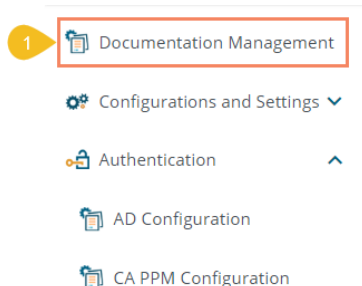 1 Documentation Management
Configurations and Settings
Authentication
AD Configuration
CA PPM Configuration